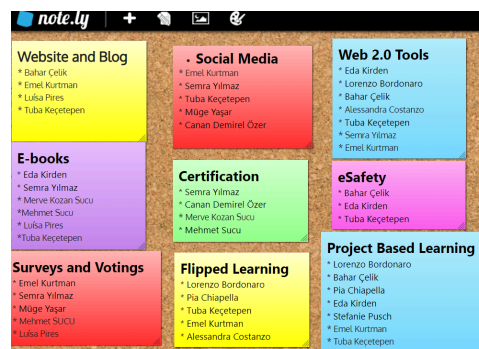 note.ly
Website and Blog
* Bahar Çelik
* Emel Kurtman
* Luísa Pires
* Tuba Keçetepen
• Social Media
* Emel Kurtman
* Semra Yılmaz
* Tuba Keçetepen
* Müge Yaşar
* Canan Demirel Özer
Web 2.0 Tools
* Eda Kirden
* Lorenzo Bordonaro
* Bahar Çelik
* Alessandra Costanzo
* Tuba Keçetepen
* Semra Yılmaz
* Emel Kurtman
E-books
* Eda Kirden
* Semra Yılmaz
* Merve Kozan Sucu
*Mehmet Sucu
* Luísa Pires
*Tuba Keçetepen
Certification
* Semra Yılmaz
* Canan Demirel Özer
* Merve Kozan Sucu
* Mehmet Sucu
eSafety
* Bahar Çelik
* Eda Kirden
* Tuba Keçetepen
Surveys and Votings
* Emel Kurtman
* Semra Yılmaz
* Müge Yaşar
* Mehmet SUCU
* Luísa Pires
Flipped Learning
* Lorenzo Bordonaro
* Pia Chiapella
* Tuba Keçetepen
* Emel Kurtman
* Alessandra Costanzo
Project Based Learning
* Lorenzo Bordonaro
* Bahar Çelik
* Pia Chiapella
* Eda Kirden
* Stefanie Pusch
* Emel Kurtman
* Tuba Keçetepen